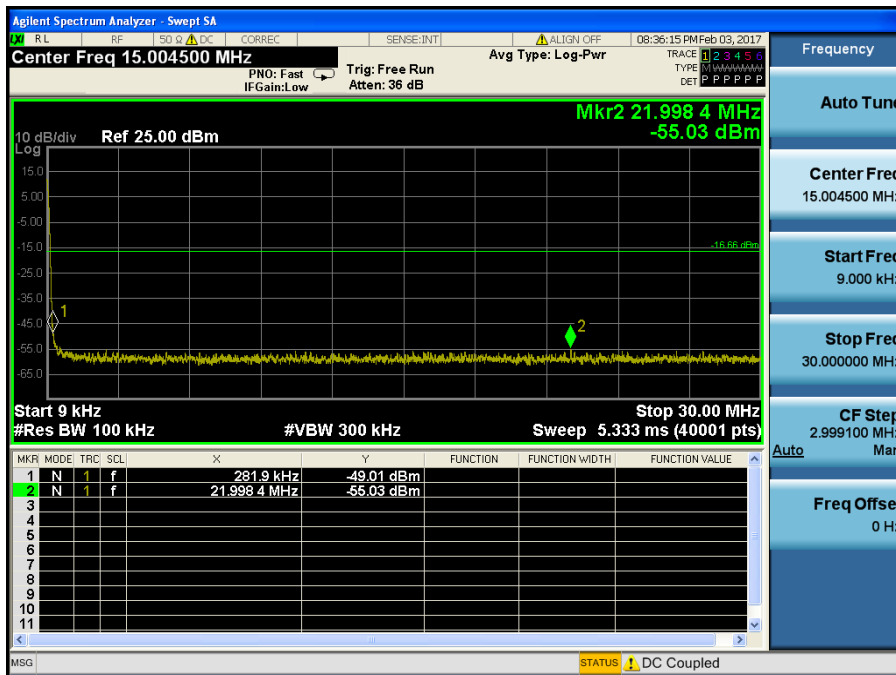 Agilent Spectrum Analyzer - Swept SA
LXI RL RF 50 Ω DC CORREC SENSE:INT ALIGN OFF 08:36:15 PM Feb 03, 2017
Center Freq 15.004500 MHz
PNO: Fast
IFGain:Low
Trig: Free Run
Atten: 36 dB
Avg Type: Log-Pwr
TRACE 1 2 3 4 5 6
TYPE M W W W W W
DET P P P P P P
Mkr2 21.998 4 MHz
-55.03 dBm
10 dB/div Ref 25.00 dBm
Log
15.0
5.00
-5.00
-15.0
-16.66 dBm
-25.0
-35.0
-45.0
-55.0
-65.0
1
2
Start 9 kHz Stop 30.00 MHz
#Res BW 100 kHz #VBW 300 kHz Sweep 5.333 ms (40001 pts)
MKR MODE TRC SCL X Y FUNCTION FUNCTION WIDTH FUNCTION VALUE
1 N 1 f 281.9 kHz -49.01 dBm
2 N 1 f 21.998 4 MHz -55.03 dBm
3
4
5
6
7
8
9
10
11
MSG STATUS DC Coupled
Frequency
Auto Tune
Center Freq
15.004500 MHz
Start Freq
9.000 kHz
Stop Freq
30.000000 MHz
CF Step
2.999100 MHz
Auto Man
Freq Offset
0 Hz